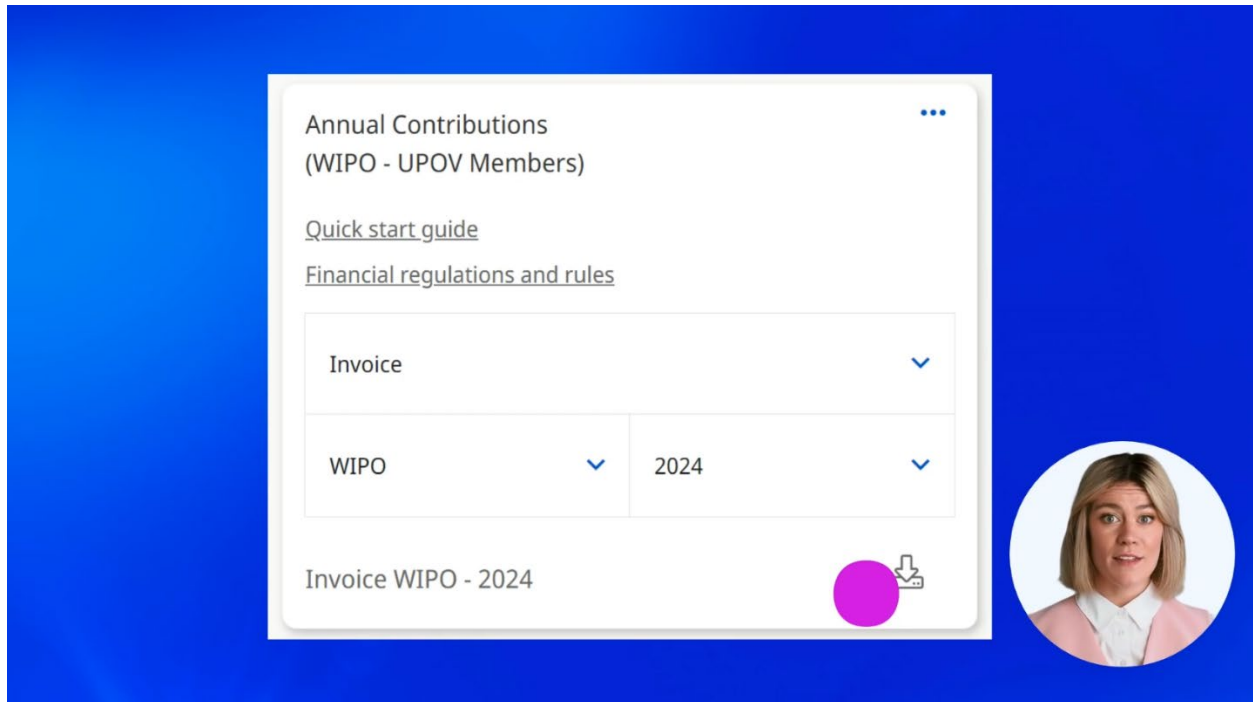 Annual Contributions
(WIPO - UPOV Members)
Quick start guide
Financial regulations and rules
Invoice
WIPO
2024
Invoice WIPO - 2024